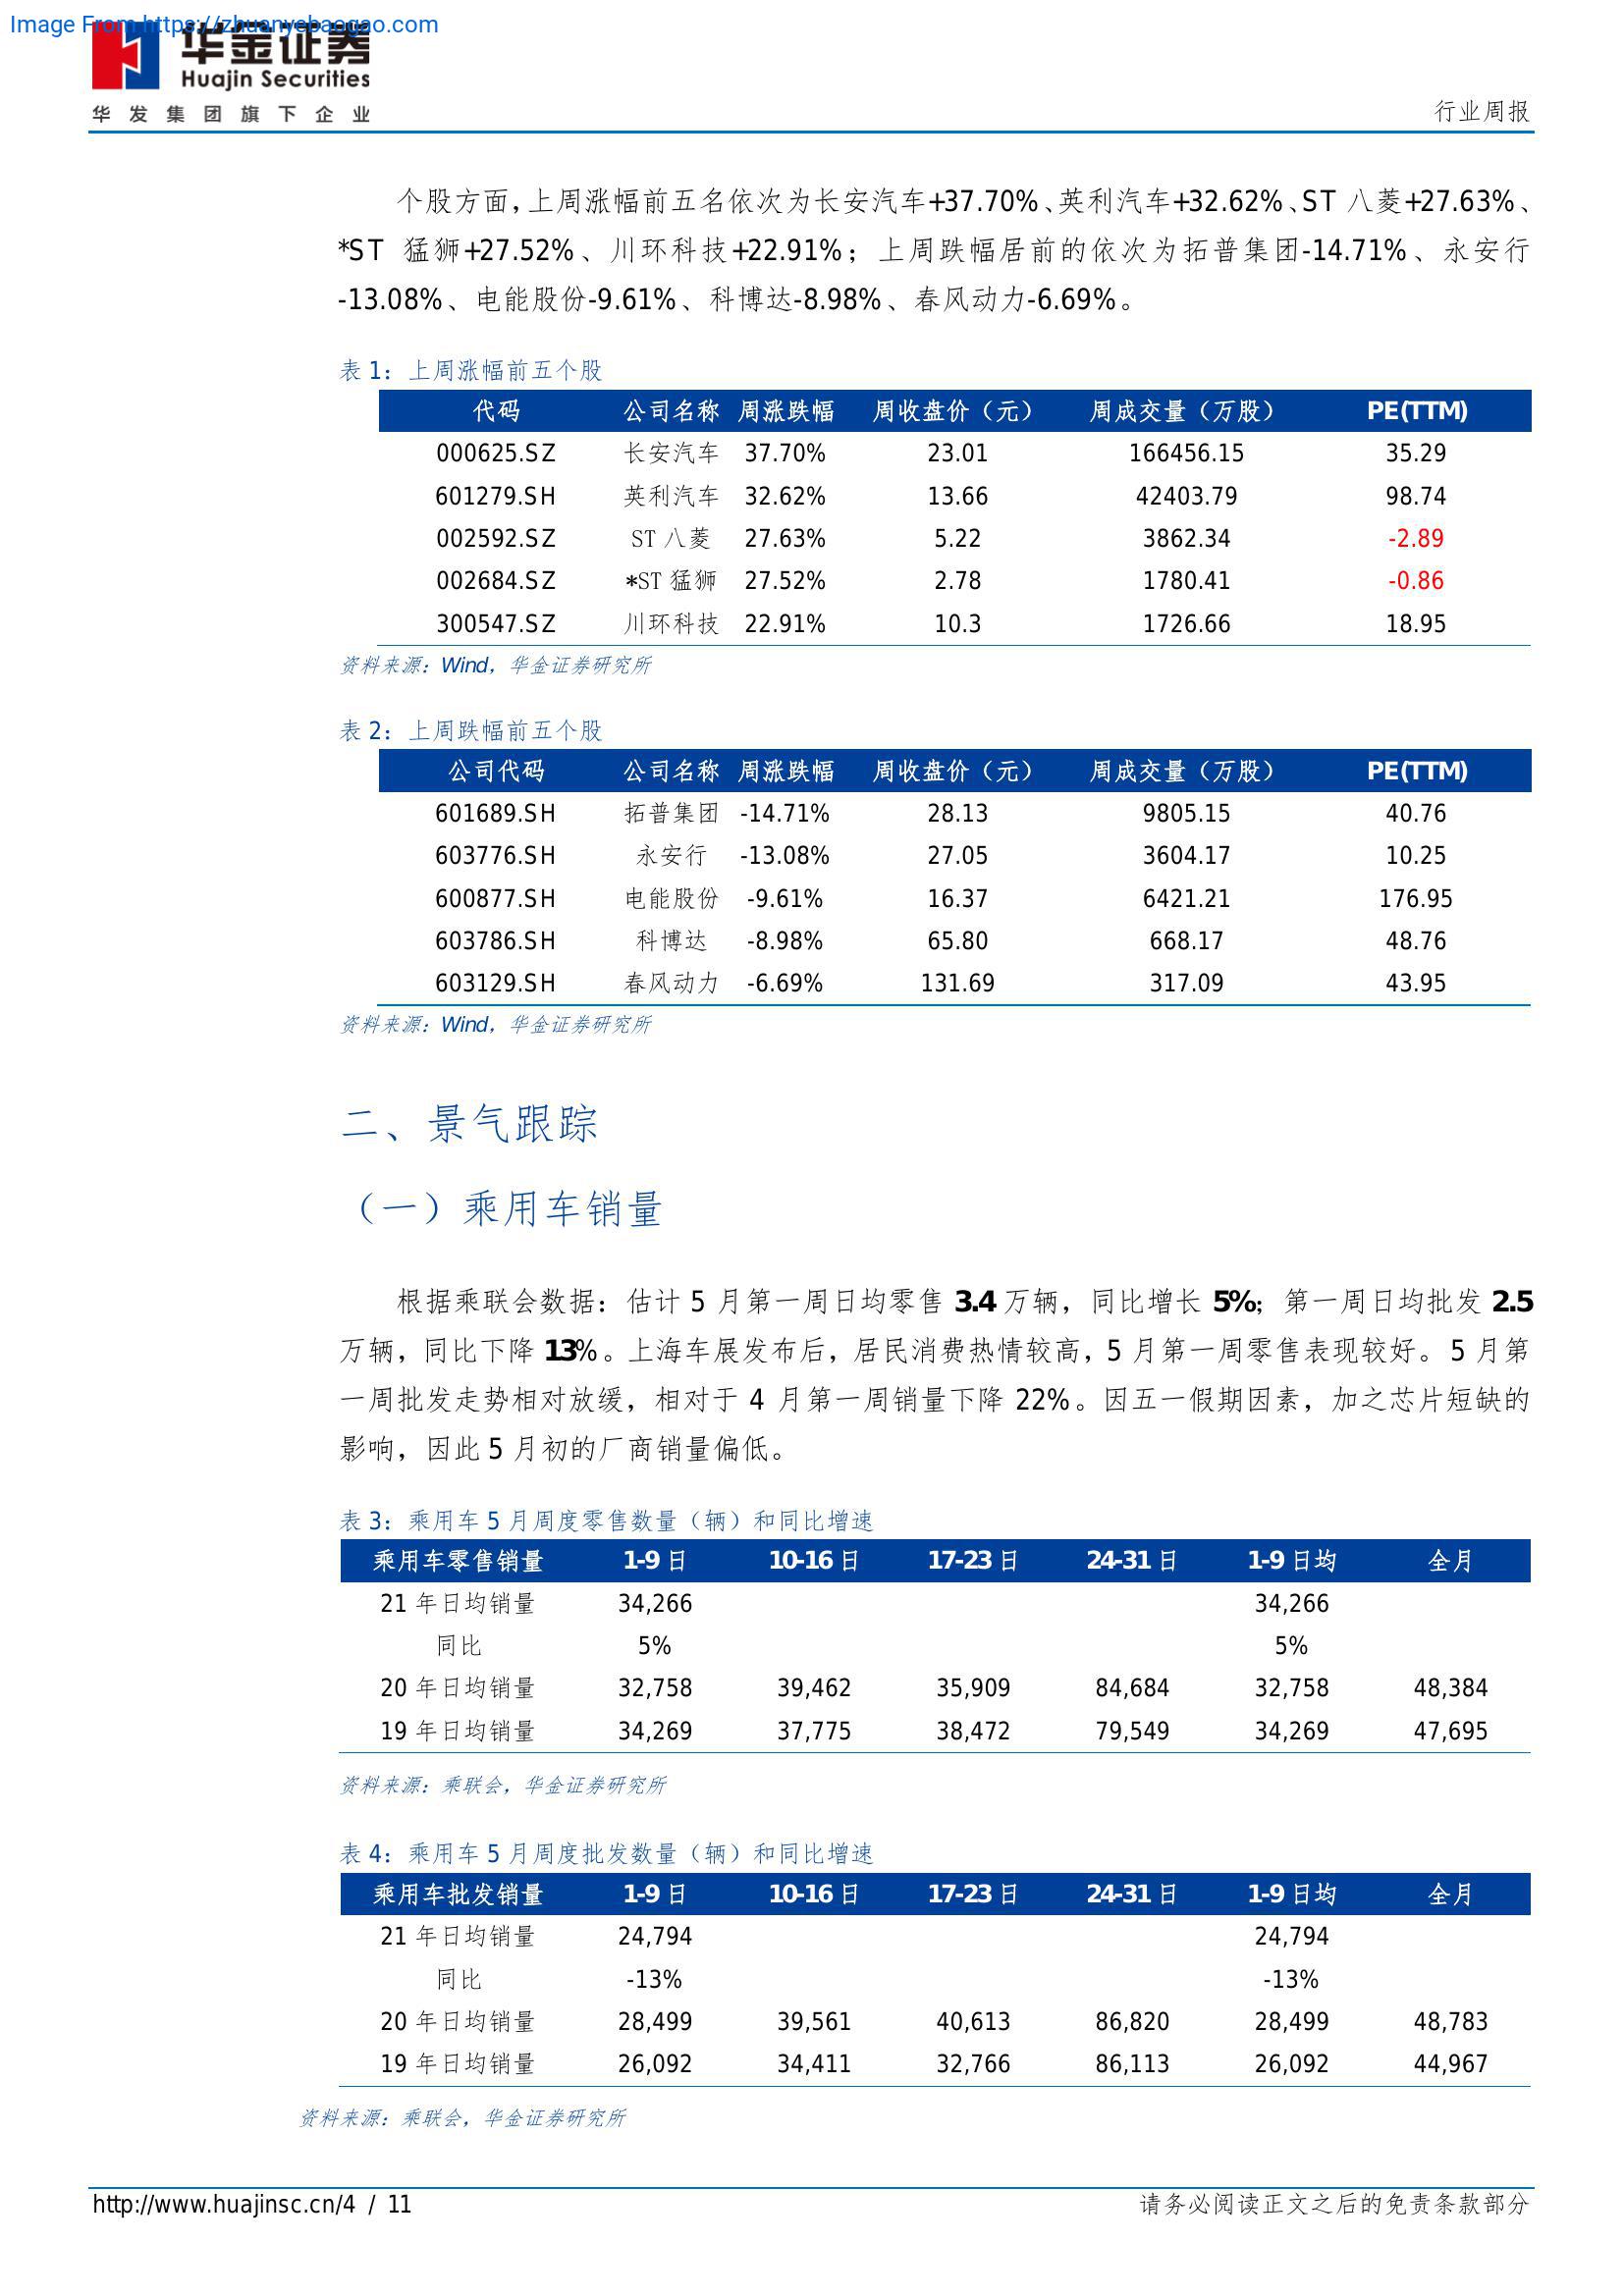 Image From https://zhuanyebaogao.com
华金证券
Huajin Securities
华发集团旗下企业
行业周报
个股方面，上周涨幅前五名依次为长安汽车+37.70%、英利汽车+32.62%、ST 八菱+27.63%、
*ST 猛狮+27.52%、川环科技+22.91%；上周跌幅居前的依次为拓普集团-14.71%、永安行
-13.08%、电能股份-9.61%、科博达-8.98%、春风动力-6.69%。
表 1：上周涨幅前五个股
代码 公司名称 周涨跌幅 周收盘价（元） 周成交量（万股） PE(TTM)
000625.SZ 长安汽车 37.70% 23.01 166456.15 35.29
601279.SH 英利汽车 32.62% 13.66 42403.79 98.74
002592.SZ ST 八菱 27.63% 5.22 3862.34 -2.89
002684.SZ *ST 猛狮 27.52% 2.78 1780.41 -0.86
300547.SZ 川环科技 22.91% 10.3 1726.66 18.95
资料来源：Wind，华金证券研究所
表 2：上周跌幅前五个股
公司代码 公司名称 周涨跌幅 周收盘价（元） 周成交量（万股） PE(TTM)
601689.SH 拓普集团 -14.71% 28.13 9805.15 40.76
603776.SH 永安行 -13.08% 27.05 3604.17 10.25
600877.SH 电能股份 -9.61% 16.37 6421.21 176.95
603786.SH 科博达 -8.98% 65.80 668.17 48.76
603129.SH 春风动力 -6.69% 131.69 317.09 43.95
资料来源：Wind，华金证券研究所
二、景气跟踪
（一）乘用车销量
根据乘联会数据：估计 5 月第一周日均零售 3.4 万辆，同比增长 5%；第一周日均批发 2.5
万辆，同比下降 13%。上海车展发布后，居民消费热情较高，5 月第一周零售表现较好。5 月第
一周批发走势相对放缓，相对于 4 月第一周销量下降 22%。因五一假期因素，加之芯片短缺的
影响，因此 5 月初的厂商销量偏低。
表 3：乘用车 5 月周度零售数量（辆）和同比增速
乘用车零售销量 1-9 日 10-16 日 17-23 日 24-31 日 1-9 日均 全月
21 年日均销量 34,266 34,266
同比 5% 5%
20 年日均销量 32,758 39,462 35,909 84,684 32,758 48,384
19 年日均销量 34,269 37,775 38,472 79,549 34,269 47,695
资料来源：乘联会，华金证券研究所
表 4：乘用车 5 月周度批发数量（辆）和同比增速
乘用车批发销量 1-9 日 10-16 日 17-23 日 24-31 日 1-9 日均 全月
21 年日均销量 24,794 24,794
同比 -13% -13%
20 年日均销量 28,499 39,561 40,613 86,820 28,499 48,783
19 年日均销量 26,092 34,411 32,766 86,113 26,092 44,967
资料来源：乘联会，华金证券研究所
http://www.huajinsc.cn/4 / 11
请务必阅读正文之后的免责条款部分